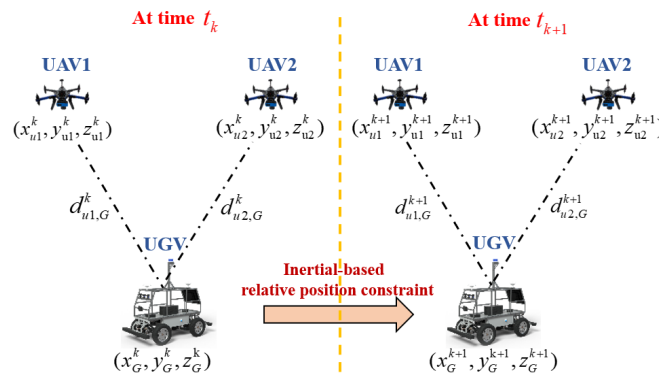 At time t_k
At time t_{k+1}
UAV1
UAV2
UAV1
UAV2
(x_{u1}^k, y_{u1}^k, z_{u1}^k)
(x_{u2}^k, y_{u2}^k, z_{u2}^k)
(x_{u1}^{k+1}, y_{u1}^{k+1}, z_{u1}^{k+1})
(x_{u2}^{k+1}, y_{u2}^{k+1}, z_{u2}^{k+1})
d_{u1,G}^k
d_{u2,G}^k
d_{u1,G}^{k+1}
d_{u2,G}^{k+1}
UGV
UGV
Inertial-based
relative position constraint
(x_G^k, y_G^k, z_G^k)
(x_G^{k+1}, y_G^{k+1}, z_G^{k+1})